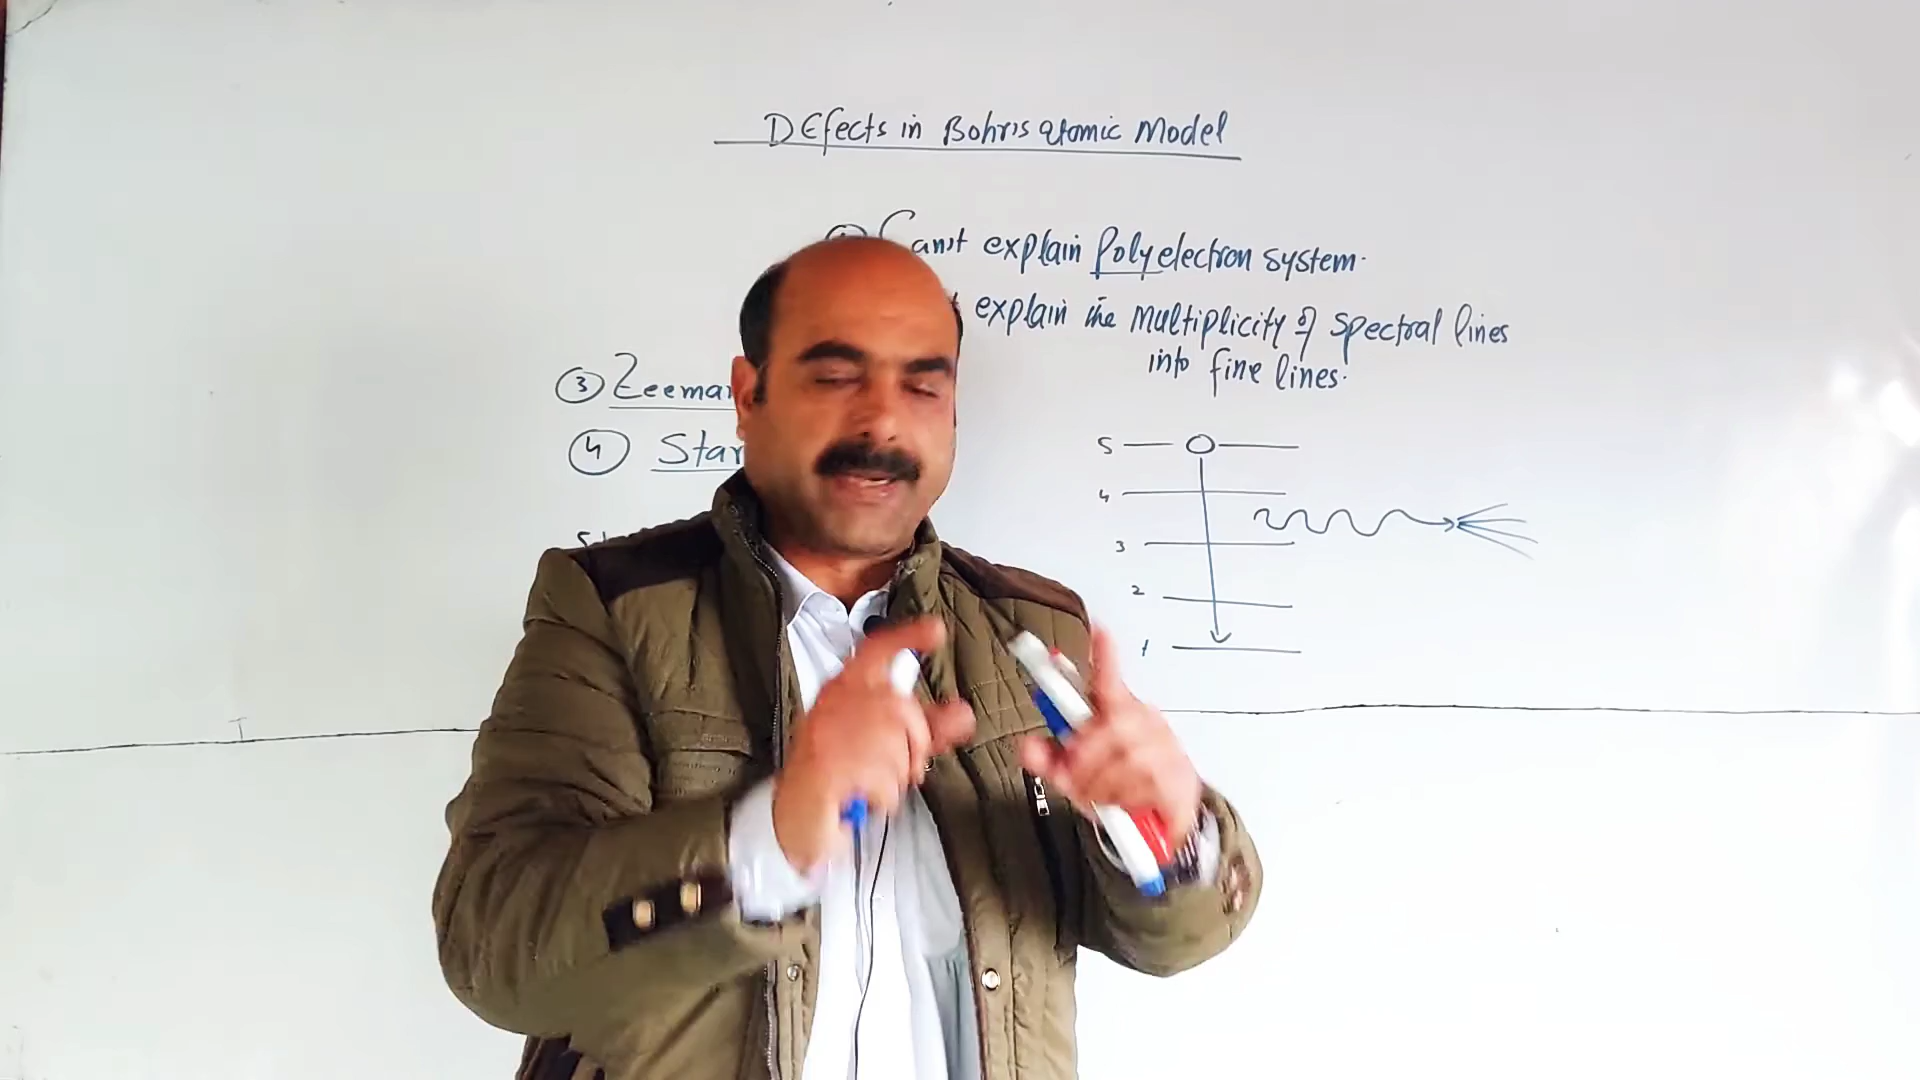 DEfects in Bohr's atomic Model
can't explain Polyelectron system.
explain the multiplicity of spectral lines
into fine lines.
③ Zeeman
④ Star
5
4
3
2
1